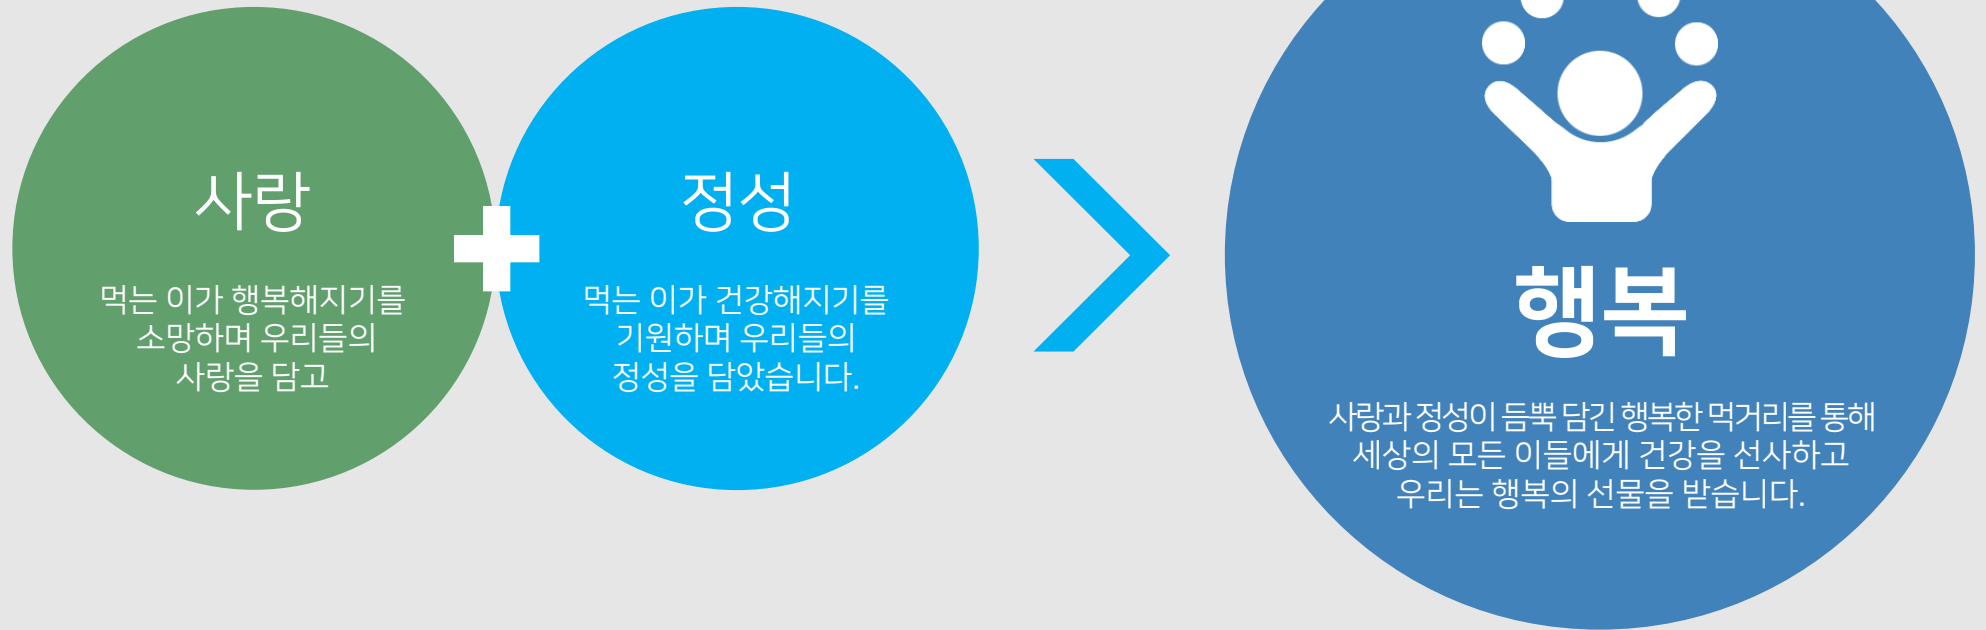 사랑
먹는 이가 행복해지기를
소망하며 우리들의
사랑을 담고
정성
먹는 이가 건강해지기를
기원하며 우리들의
정성을 담았습니다.
행복
사랑과 정성이 듬뿍 담긴 행복한 먹거리를 통해
세상의 모든 이들에게 건강을 선사하고
우리는 행복의 선물을 받습니다.